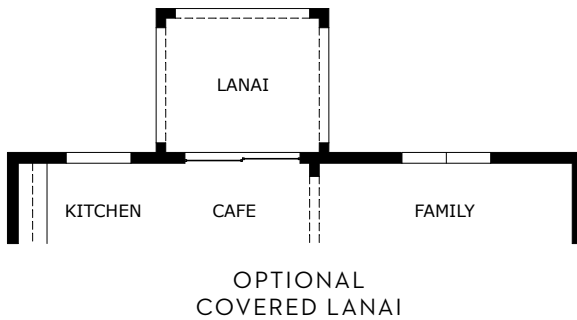 LANAI
KITCHEN CAFE FAMILY
OPTIONAL
COVERED LANAI